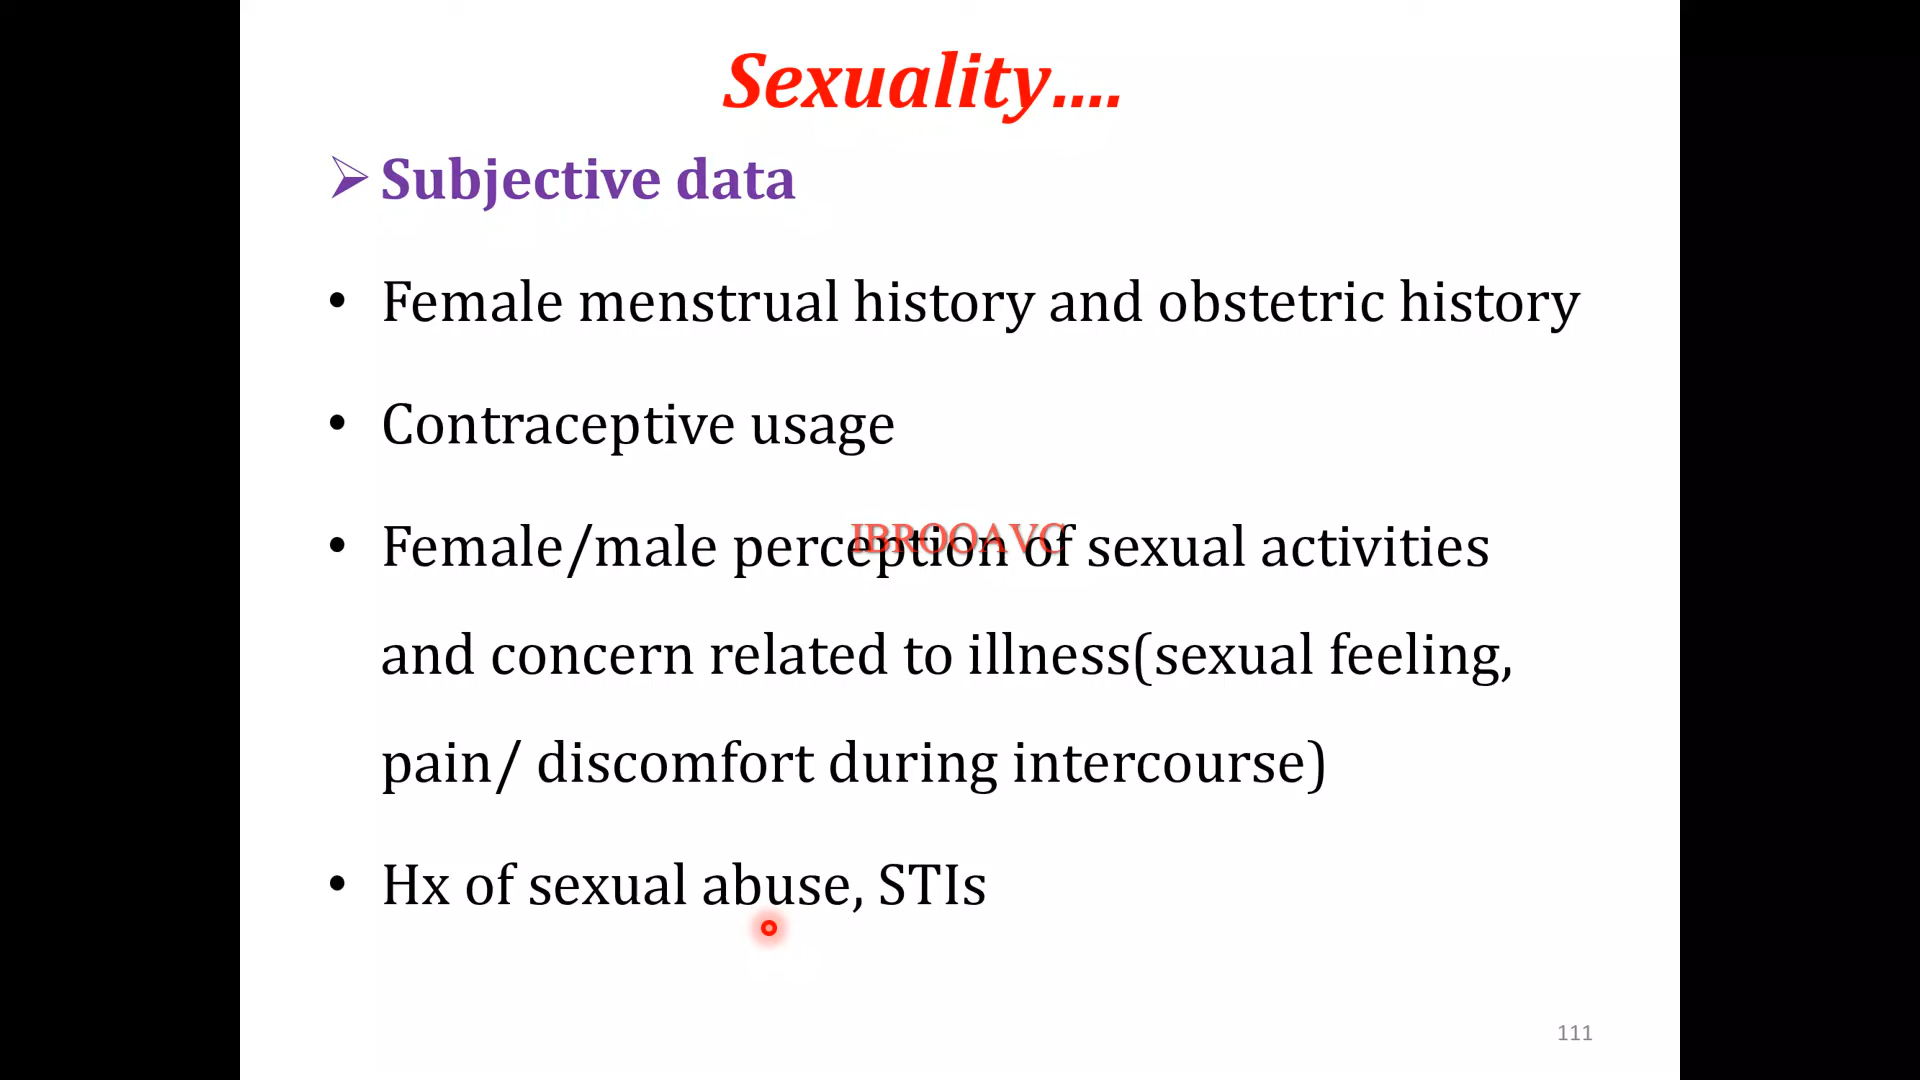 Sexuality....
➢ Subjective data
• Female menstrual history and obstetric history
• Contraceptive usage
• Female/male perception of sexual activities
IBROOAVC
and concern related to illness(sexual feeling,
pain/ discomfort during intercourse)
• Hx of sexual abuse, STIs
111